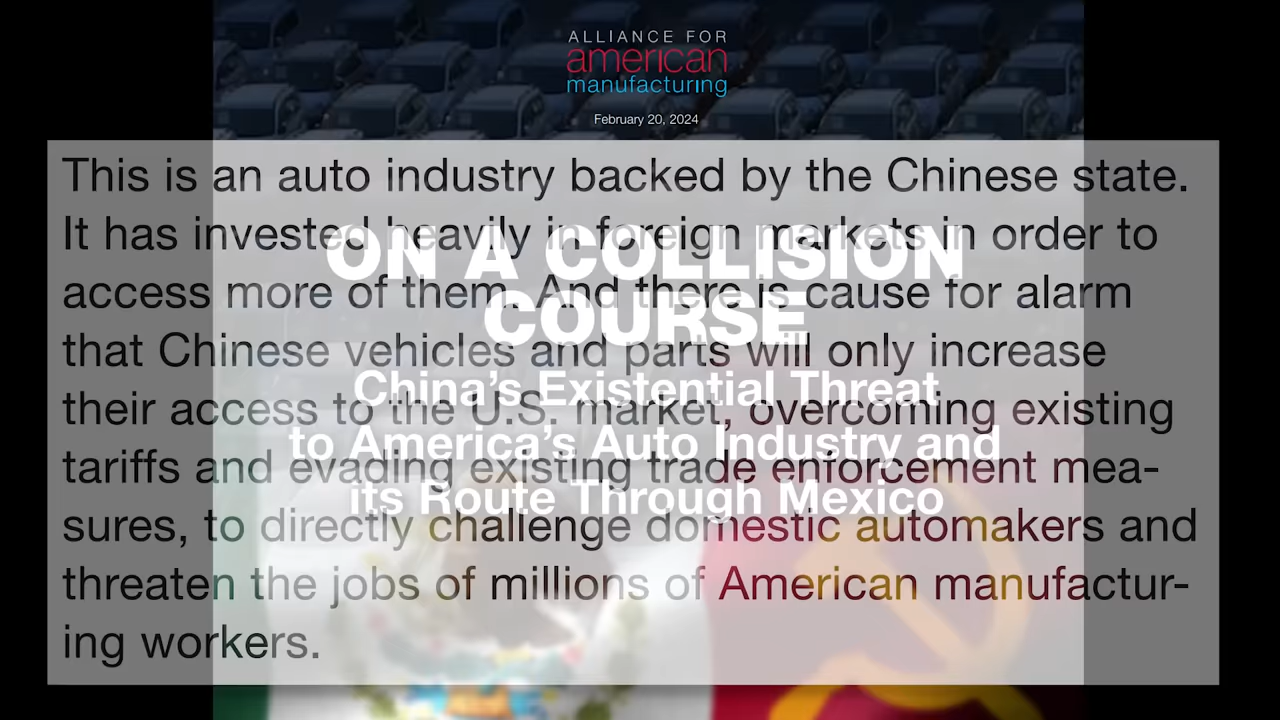 ALLIANCE FOR
american
manufacturing
February 20, 2024
This is an auto industry backed by the Chinese state.
It has invested heavily in foreign markets in order to
access more of them. And there is cause for alarm
that Chinese vehicles and parts will only increase
their access to the U.S. market, overcoming existing
tariffs and evading existing trade enforcement mea-
sures, to directly challenge domestic automakers and
threaten the jobs of millions of American manufactur-
ing workers.
ON A COLLISION
COURSE
China's Existential Threat
to America's Auto Industry and
its Route Through Mexico